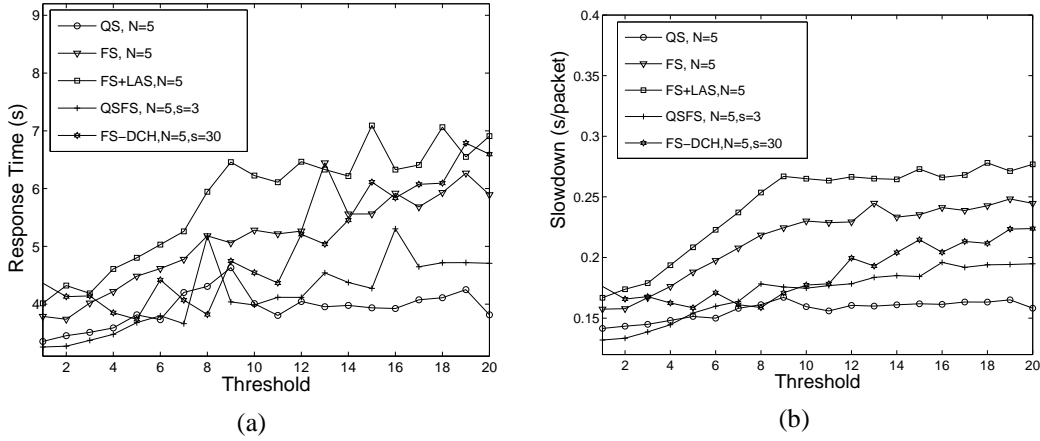 9
8
7
6
5
4
Response Time (s)
QS, N=5
FS, N=5
FS+LAS,N=5
QSFS, N=5,s=3
FS−DCH,N=5,s=30
2 4 6 8 10 12 14 16 18 20
Threshold
(a)
0.4
0.35
0.3
0.25
0.2
0.15
Slowdown (s/packet)
QS, N=5
FS, N=5
FS+LAS,N=5
QSFS, N=5,s=3
FS−DCH,N=5,s=30
2 4 6 8 10 12 14 16 18 20
Threshold
(b)